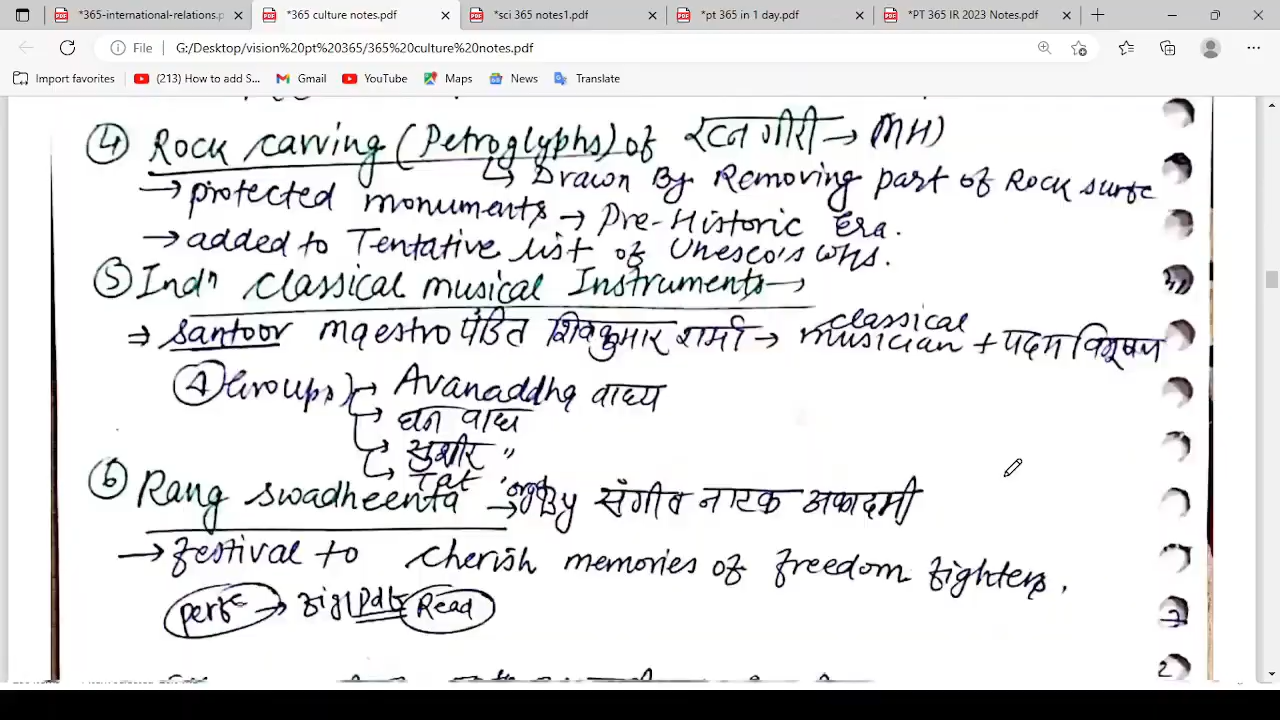 *365-international-relations.p
*365 culture notes.pdf
*sci 365 notes1.pdf
*pt 365 in 1 day.pdf
*PT 365 IR 2023 Notes.pdf
File
G:/Desktop/vision%20pt%20365/365%20culture%20notes.pdf
Import favorites
(213) How to add S...
Gmail
YouTube
Maps
News
Translate
④ Rock carving (Petroglyphs) of रत्नगीरी → MH)
↳ Drawn By Removing part of Rock surfc
→ protected monuments → Pre-Historic Era.
→ added to Tentative list of Unesco's WHS.
⑤ Indⁿ classical musical Instruments →
⇒ santoor maestro पंडित शिवकुमार शर्मा → classical musician + पदम विभूषण
④ Groups → Avanaddha वाद्य
→ घन वाद्य
→ सुशीर "
→ Tat "
⑥ Rang swadheenta → By संगीत नाटक अकादमी
→ festival to cherish memories of freedom fighters.
Read